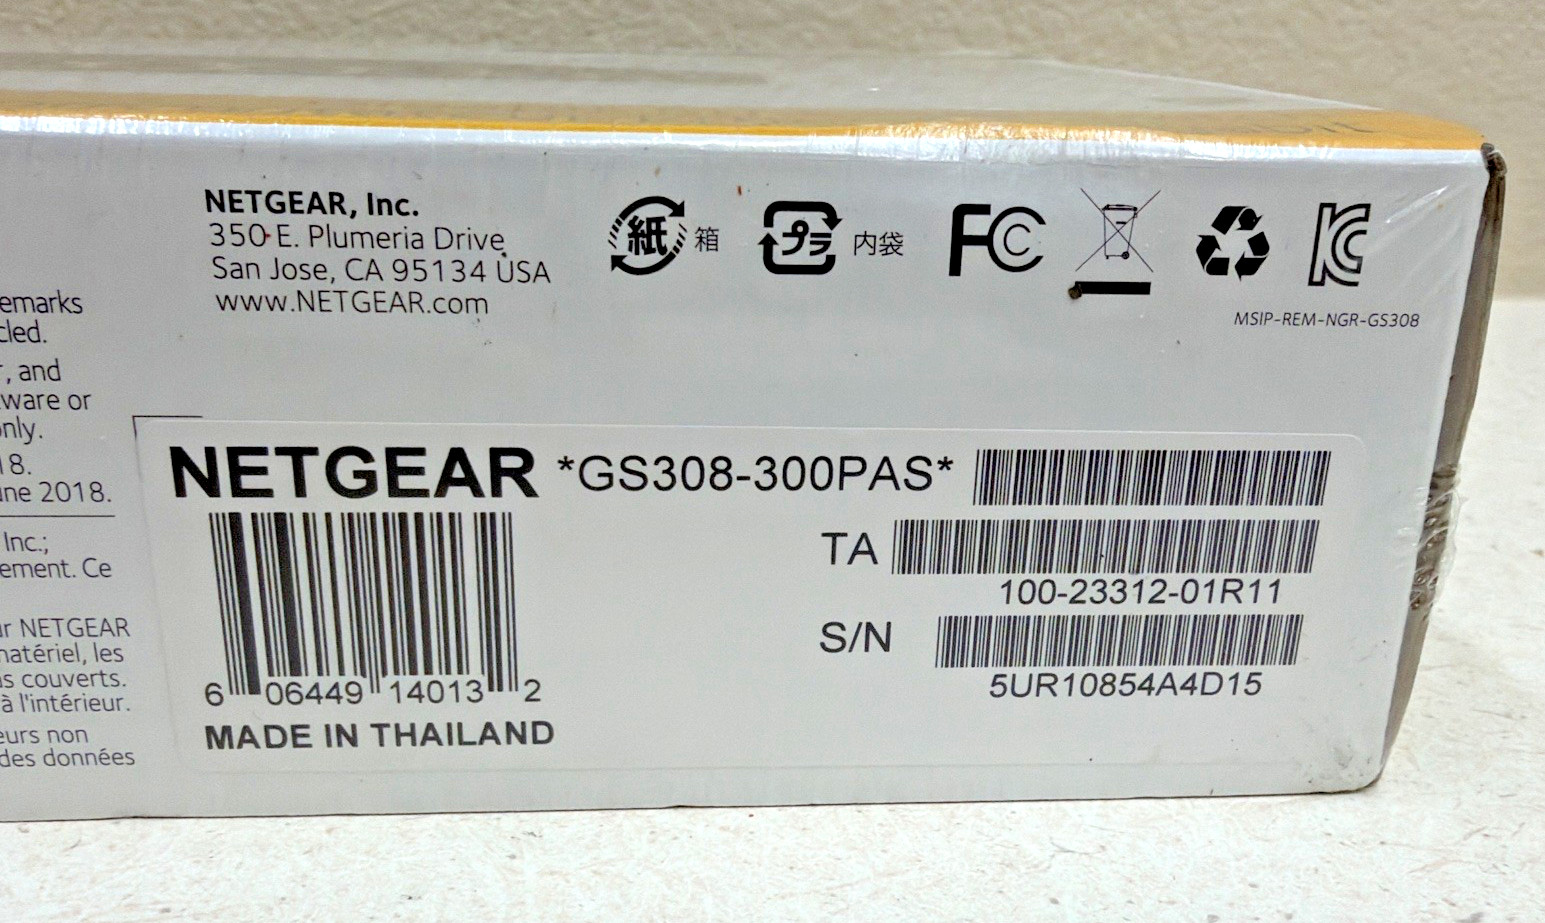 NETGEAR, Inc.
350 E. Plumeria Drive
San Jose, CA 95134 USA
www.NETGEAR.com
紙 箱
プラ 内袋
FC
MSIP-REM-NGR-GS308
emarks
cled.
, and
ware or
only.
18.
une 2018.
Inc.;
ement. Ce
ur NETGEAR
matériel, les
as couverts.
à l'intérieur.
eurs non
des données
NETGEAR *GS308-300PAS*
TA
100-23312-01R11
S/N
5UR10854A4D15
6 06449 14013 2
MADE IN THAILAND